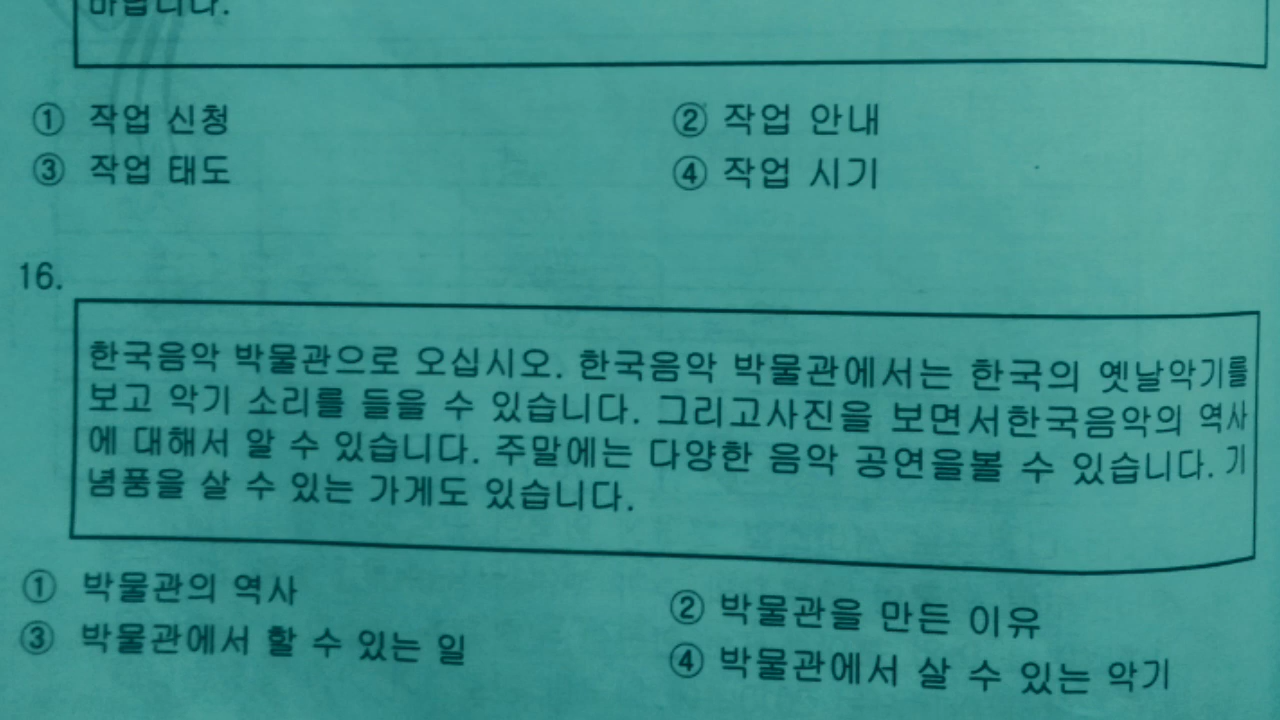 바랍니다.
① 작업 신청
② 작업 안내
③ 작업 태도
④ 작업 시기
16.
한국음악 박물관으로 오십시오. 한국음악 박물관에서는 한국의 옛날악기를
보고 악기 소리를 들을 수 있습니다. 그리고사진을 보면서한국음악의 역사
에 대해서 알 수 있습니다. 주말에는 다양한 음악 공연을볼 수 있습니다. 기
념품을 살 수 있는 가게도 있습니다.
① 박물관의 역사
② 박물관을 만든 이유
③ 박물관에서 할 수 있는 일
④ 박물관에서 살 수 있는 악기